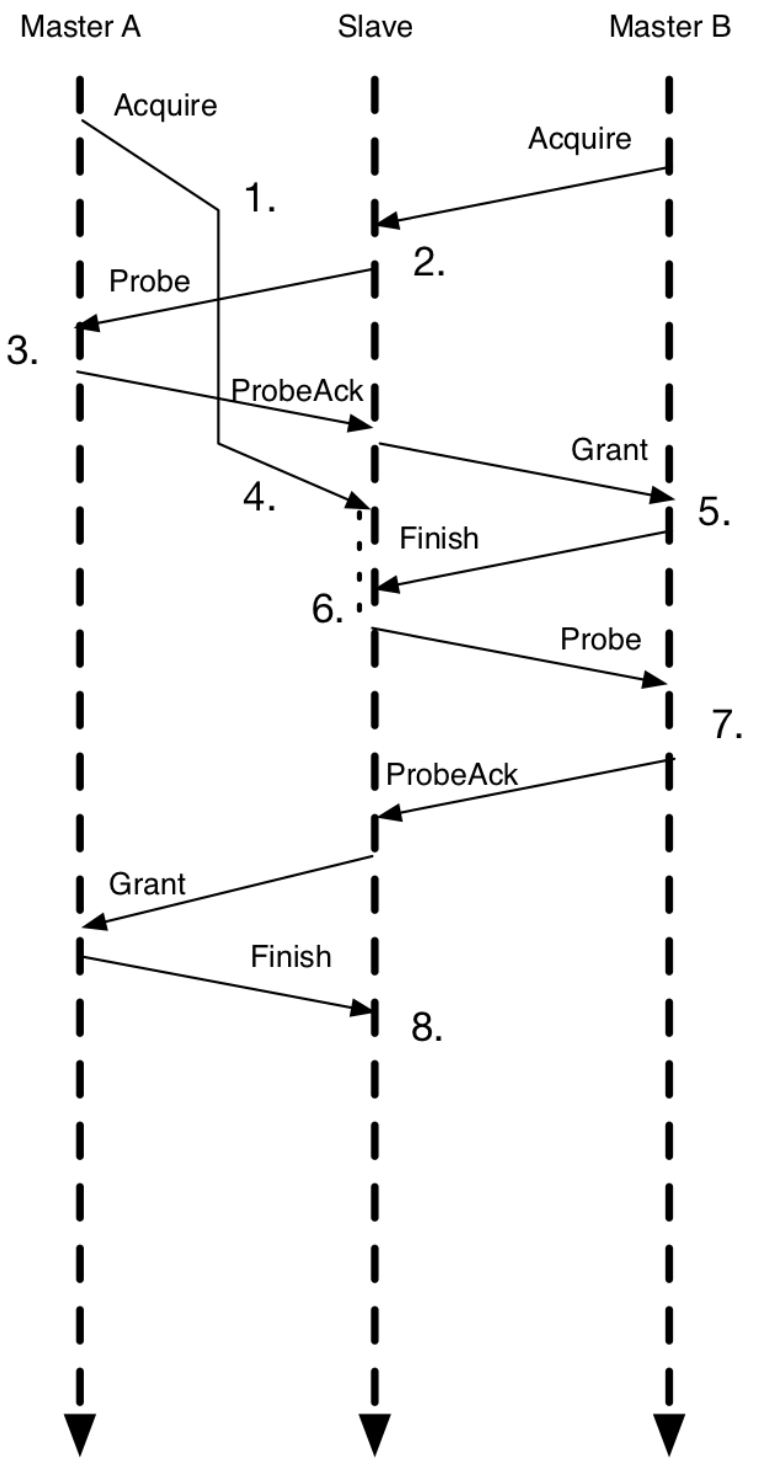 Master A
Slave
Master B
Acquire
Acquire
1.
2.
Probe
3.
ProbeAck
Grant
4.
5.
Finish
6.
Probe
7.
ProbeAck
Grant
Finish
8.